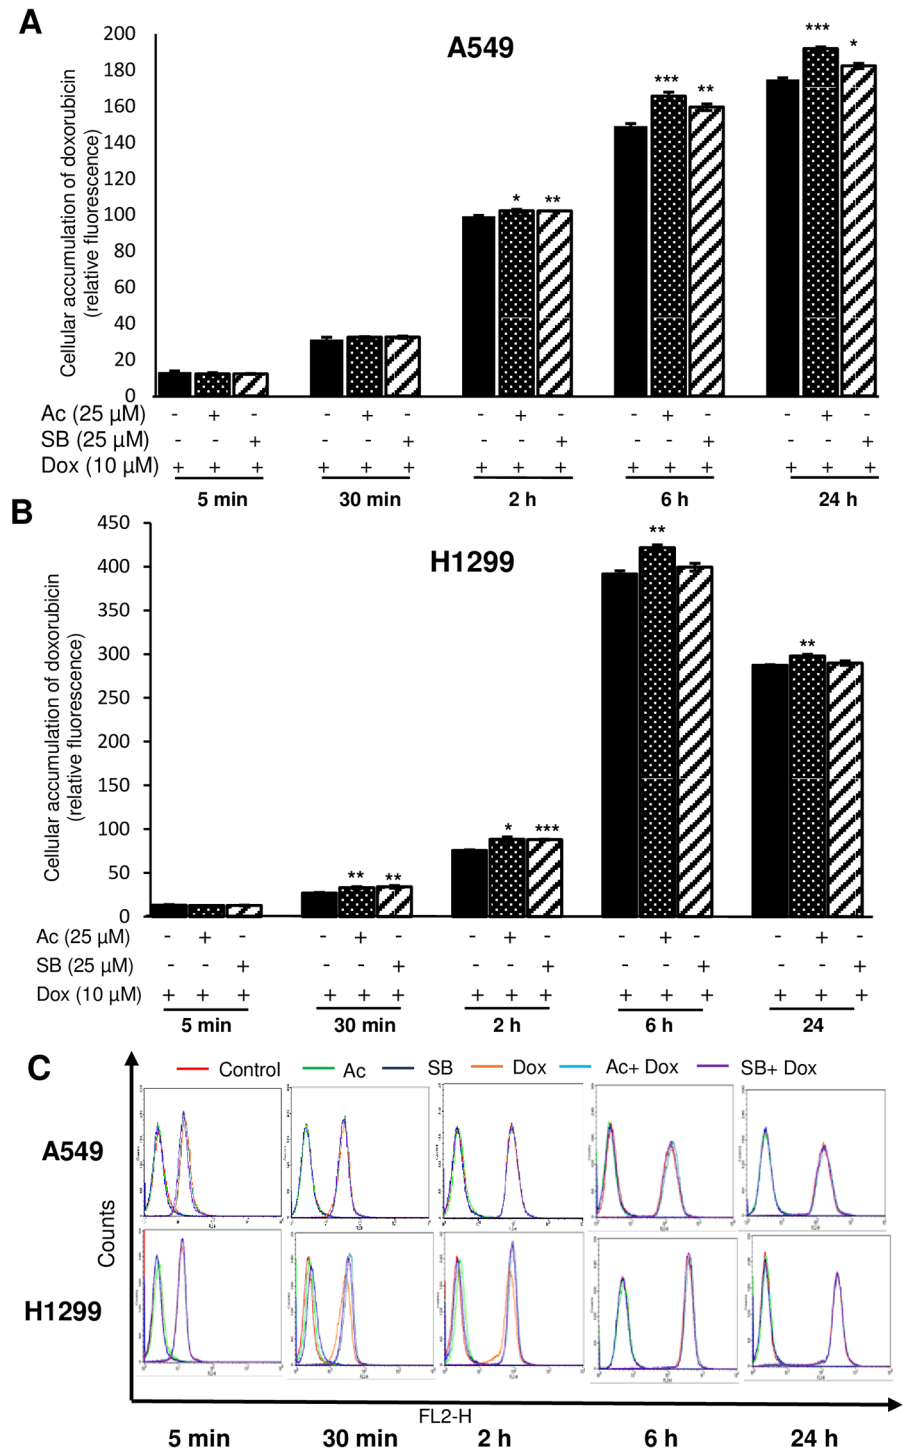 A
A549
Cellular accumulation of doxorubicin
(relative fluorescence)
200
180
160
140
120
100
80
60
40
20
0
*** *
*** **
* **
Ac (25 µM) - + - - + - - + - - + - - + -
SB (25 µM) - - + - - + - - + - - + - - +
Dox (10 µM) + + + + + + + + + + + + + + +
5 min 30 min 2 h 6 h 24 h
B
H1299
Cellular accumulation of doxorubicin
(relative fluorescence)
450
400
350
300
250
200
150
100
50
0
**
**
* ***
** **
Ac (25 µM) - + - - + - - + - - + - - + -
SB (25 µM) - - + - - + - - + - - + - - +
Dox (10 µM) + + + + + + + + + + + + + + +
5 min 30 min 2 h 6 h 24
C
Control Ac SB Dox Ac+ Dox SB+ Dox
A549
Counts
H1299
FL2-H
5 min 30 min 2 h 6 h 24 h